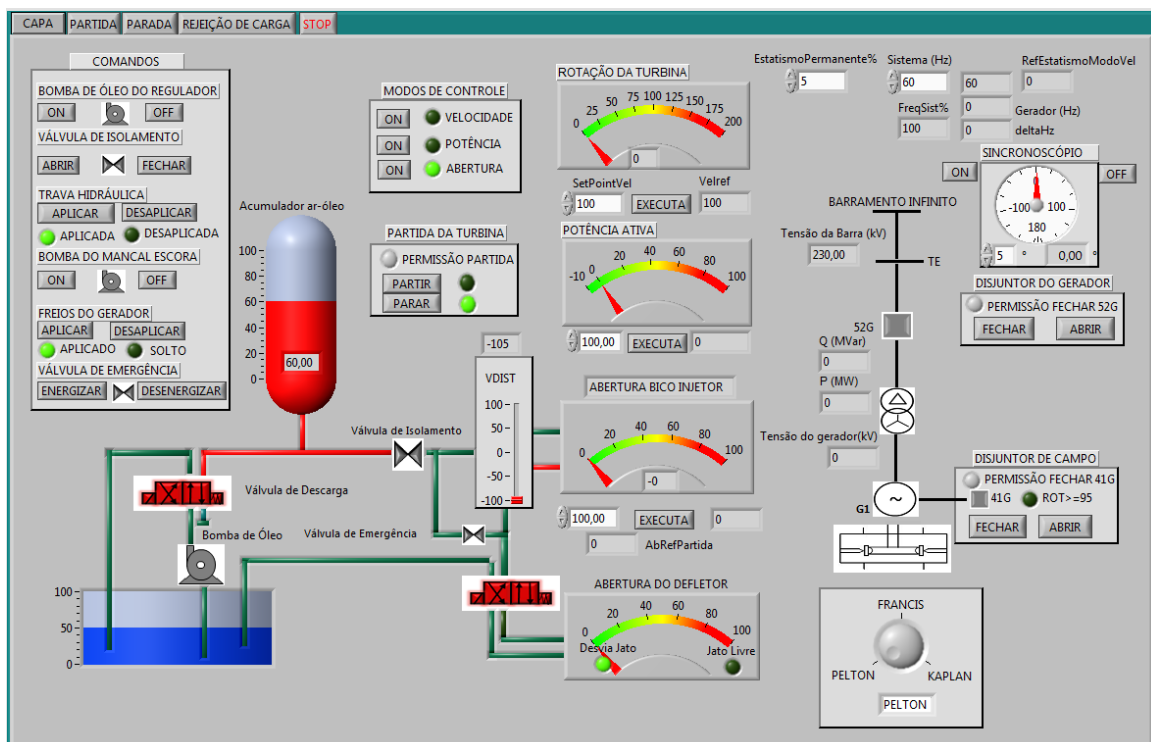 CAPA PARTIDA PARADA REJEIÇÃO DE CARGA STOP
COMANDOS
BOMBA DE ÓLEO DO REGULADOR
ON OFF
VÁLVULA DE ISOLAMENTO
ABRIR FECHAR
TRAVA HIDRÁULICA
APLICAR DESAPLICAR
APLICADA DESAPLICADA
BOMBA DO MANCAL ESCORA
ON OFF
FREIOS DO GERADOR
APLICAR DESAPLICAR
APLICADO SOLTO
VÁLVULA DE EMERGÊNCIA
ENERGIZAR DESENERGIZAR
Acumulador ar-óleo
100
80
60
40
20
0
60,00
MODOS DE CONTROLE
ON VELOCIDADE
ON POTÊNCIA
ON ABERTURA
PARTIDA DA TURBINA
PERMISSÃO PARTIDA
PARTIR
PARAR
-105
VDIST
100
50
0
-50
-100
Válvula de Isolamento
Válvula de Descarga
Bomba de Óleo
Válvula de Emergência
100
50
0
ROTAÇÃO DA TURBINA
0 25 50 75 100 125 150 175 200
0
SetPointVel Velref
100 EXECUTA 100
POTÊNCIA ATIVA
-10 0 20 40 60 80 100
100,00 EXECUTA 0
ABERTURA BICO INJETOR
0 20 40 60 80 100
-0
100,00 EXECUTA 0
0 AbRefPartida
ABERTURA DO DEFLETOR
0 20 40 60 80 100
Desvia Jato Jato Livre
EstatismoPermanente% Sistema (Hz) RefEstatismoModoVel
5 60 60 0
FreqSist% 0 Gerador (Hz)
100 0 deltaHz
SINCRONOSCÓPIO
ON OFF
0
-100 100
180
5 ° 0,00 °
BARRAMENTO INFINITO
Tensão da Barra (kV)
230,00
TE
DISJUNTOR DO GERADOR
PERMISSÃO FECHAR 52G
FECHAR ABRIR
52G
Q (MVar)
0
P (MW)
0
Tensão do gerador(kV)
0
G1 ~
DISJUNTOR DE CAMPO
PERMISSÃO FECHAR 41G
41G ROT>=95
FECHAR ABRIR
FRANCIS
PELTON KAPLAN
PELTON